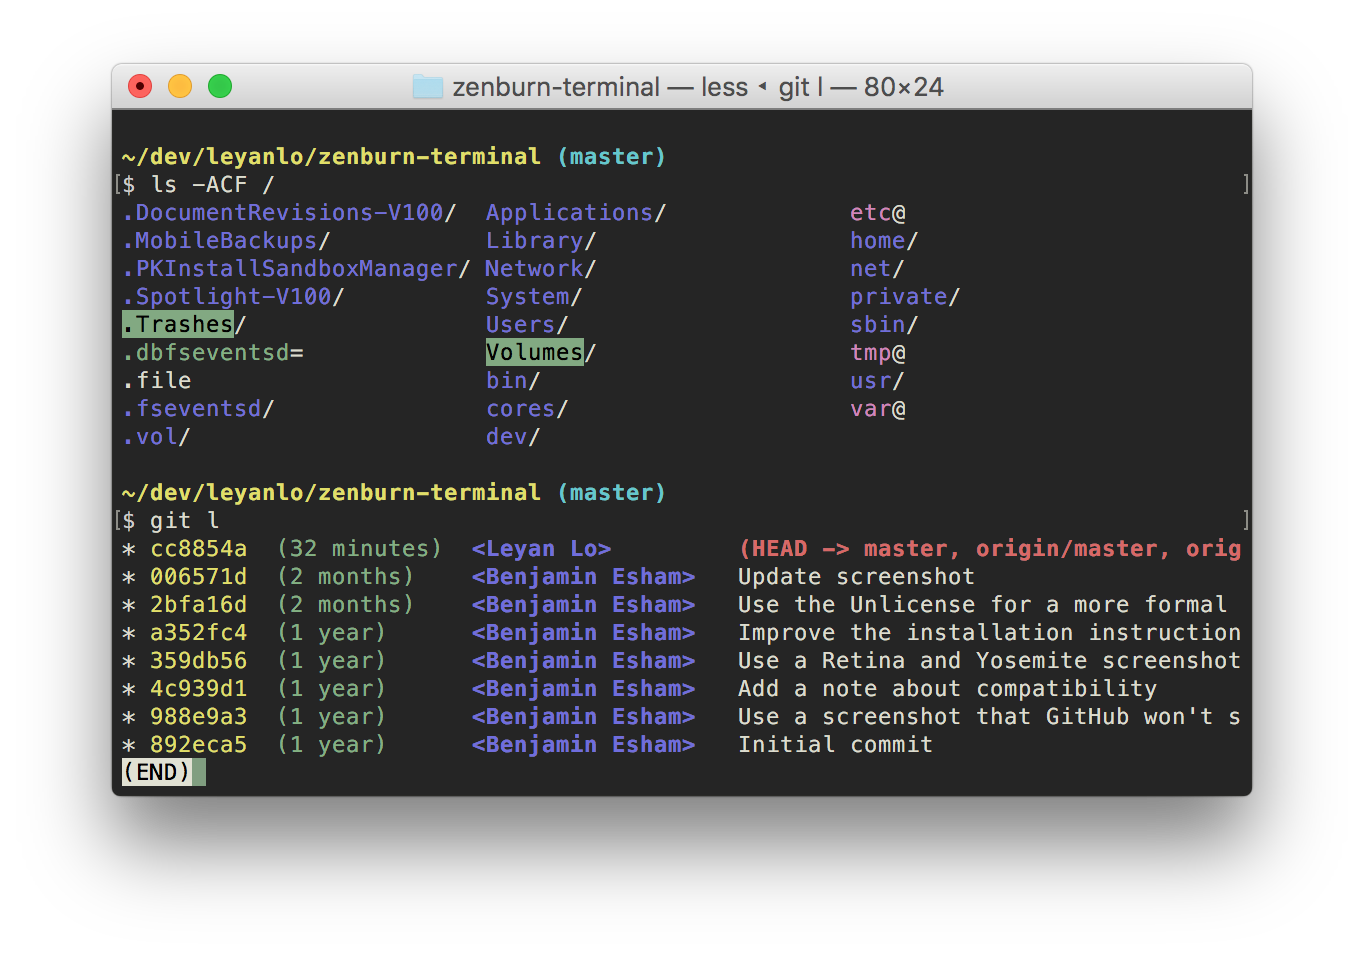 zenburn-terminal — less ◂ git l — 80×24
~/dev/leyanlo/zenburn-terminal (master)
[$ ls -ACF / ]
.DocumentRevisions-V100/ Applications/ etc@
.MobileBackups/ Library/ home/
.PKInstallSandboxManager/ Network/ net/
.Spotlight-V100/ System/ private/
.Trashes/ Users/ sbin/
.dbfseventsd= Volumes/ tmp@
.file bin/ usr/
.fseventsd/ cores/ var@
.vol/ dev/
~/dev/leyanlo/zenburn-terminal (master)
[$ git l ]
* cc8854a (32 minutes) <Leyan Lo> (HEAD -> master, origin/master, orig
* 006571d (2 months) <Benjamin Esham> Update screenshot
* 2bfa16d (2 months) <Benjamin Esham> Use the Unlicense for a more formal
* a352fc4 (1 year) <Benjamin Esham> Improve the installation instruction
* 359db56 (1 year) <Benjamin Esham> Use a Retina and Yosemite screenshot
* 4c939d1 (1 year) <Benjamin Esham> Add a note about compatibility
* 988e9a3 (1 year) <Benjamin Esham> Use a screenshot that GitHub won't s
* 892eca5 (1 year) <Benjamin Esham> Initial commit
(END)